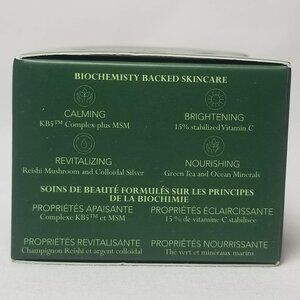 BIOCHEMISTY BACKED SKINCARE
CALMING
KB5™ Complex plus MSM
BRIGHTENING
15% stabilized Vitamin C
REVITALIZING
Reishi Mushroom and Colloidal Silver
NOURISHING
Green Tea and Ocean Minerals
SOINS DE BEAUTÉ FORMULÉS SUR LES PRINCIPES
DE LA BIOCHIMIE
PROPRIÉTÉS APAISANTE
Complexe KB5™ et MSM
PROPRIÉTÉS ÉCLAIRCISSANTE
15 % de vitamine C stabilisée
PROPRIÉTÉS REVITALISANTE
Champignon Reishi et argent colloïdal
PROPRIÉTÉS NOURRISSANTE
Thé vert et minéraux marins